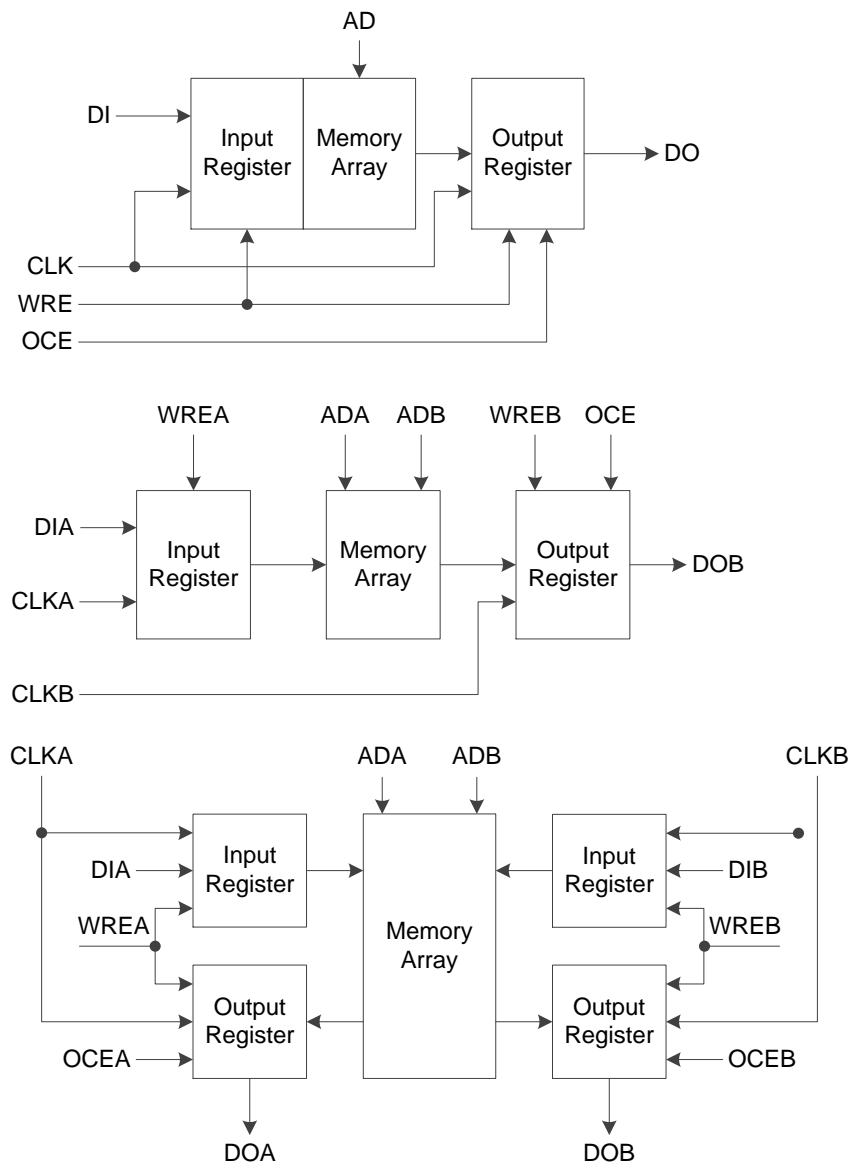 AD
DI
Input
Register
Memory
Array
Output
Register
DO
CLK
WRE
OCE
WREA
ADA
ADB
WREB
OCE
DIA
CLKA
Input
Register
Memory
Array
Output
Register
DOB
CLKB
CLKA
ADA
ADB
CLKB
Input
Register
Input
Register
DIA
DIB
WREA
Memory
Array
WREB
Output
Register
Output
Register
OCEA
OCEB
DOA
DOB